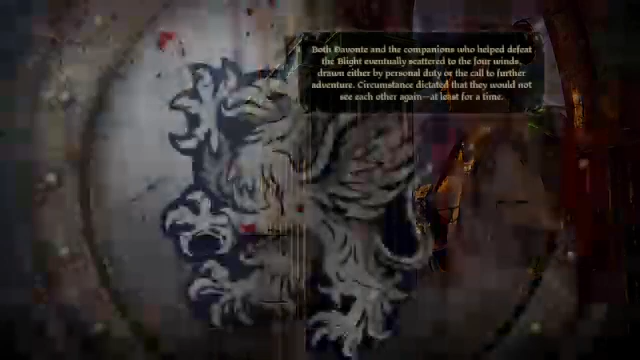 Both Davonte and the companions who helped defeat
the Blight eventually scattered to the four winds,
drawn either by personal duty or the call to further
adventure. Circumstance dictated that they would not
see each other again—at least for a time.